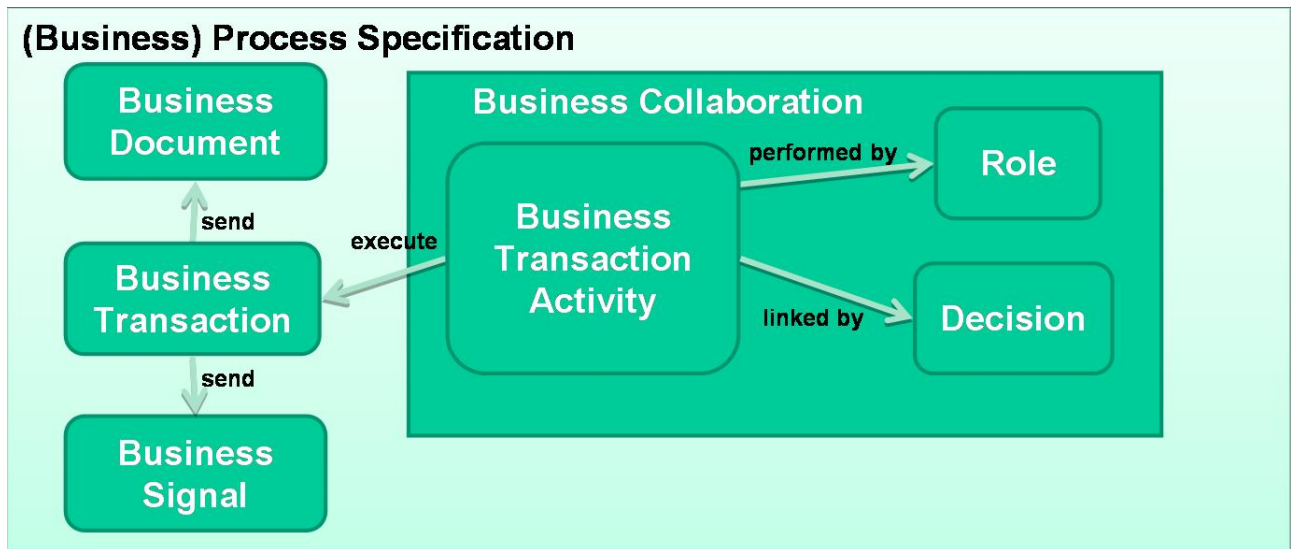 (Business) Process Specification
Business
Document
send
Business
Transaction
send
Business
Signal
execute
Business Collaboration
Business
Transaction
Activity
performed by
Role
linked by
Decision